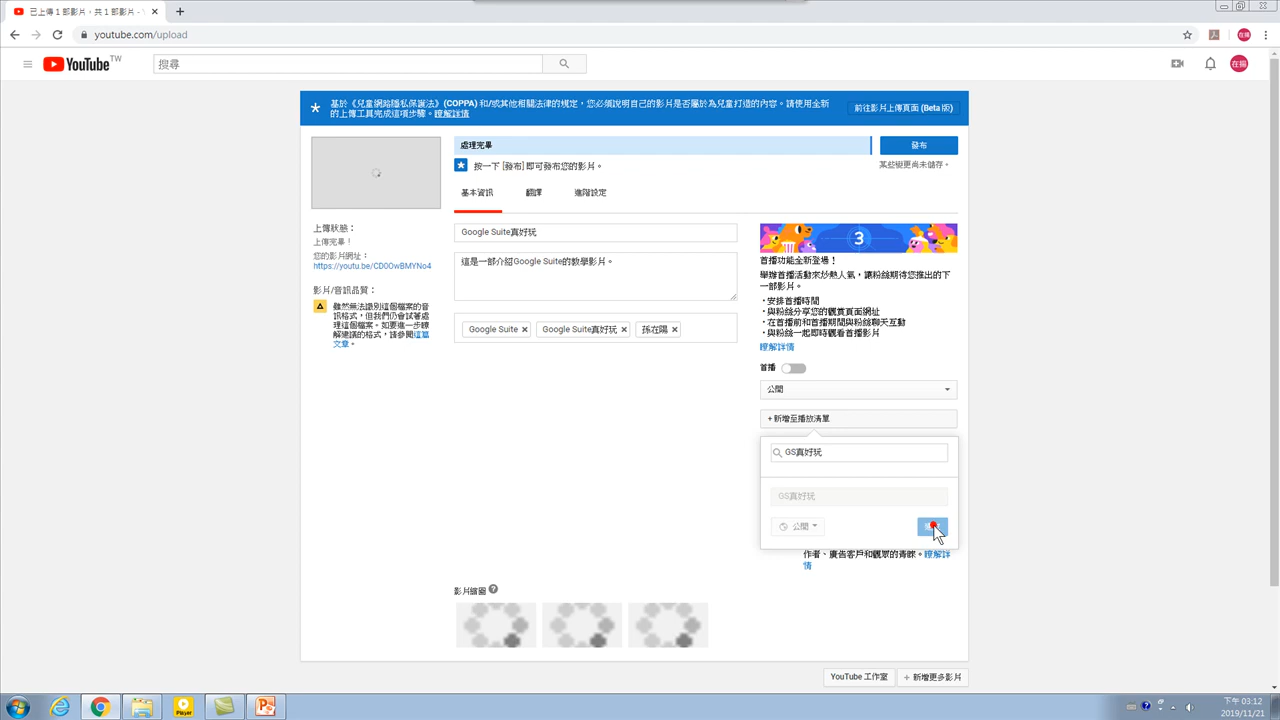 已上傳 1 部影片，共 1 部影片 - Y
youtube.com/upload
在揚
YouTube TW
搜尋
在揚
基於《兒童網路隱私保護法》(COPPA) 和/或其他相關法律的規定，您必須說明自己的影片是否屬於為兒童打造的內容。請使用全新
的上傳工具完成這項步驟。瞭解詳情
前往影片上傳頁面 (Beta 版)
處理完畢
發布
按一下 [發布] 即可發布您的影片。
某些變更尚未儲存。
基本資訊
翻譯
進階設定
上傳狀態：
上傳完畢！
您的影片網址：
https://youtu.be/CD0OwBMYNo4
影片/音訊品質：
雖然無法識別這個檔案的音
訊格式，但我們仍會試著處
理這個檔案。如要進一步瞭
解建議的格式，請參閱這篇
文章。
Google Suite真好玩
這是一部介紹Google Suite的教學影片。
Google Suite
Google Suite真好玩
孫在陽
3
首播功能全新登場！
舉辦首播活動來炒熱人氣，讓粉絲期待您推出的下
一部影片。
・安排首播時間
・與粉絲分享您的觀賞頁面網址
・在首播前和首播期間與粉絲聊天互動
・與粉絲一起即時觀看首播影片
瞭解詳情
首播
公開
+ 新增至播放清單
GS真好玩
GS真好玩
公開
作者、廣告客戶和觀眾的青睞。瞭解詳
情
影片縮圖
YouTube 工作室
+ 新增更多影片
Player
下午 03:12
2019/11/21